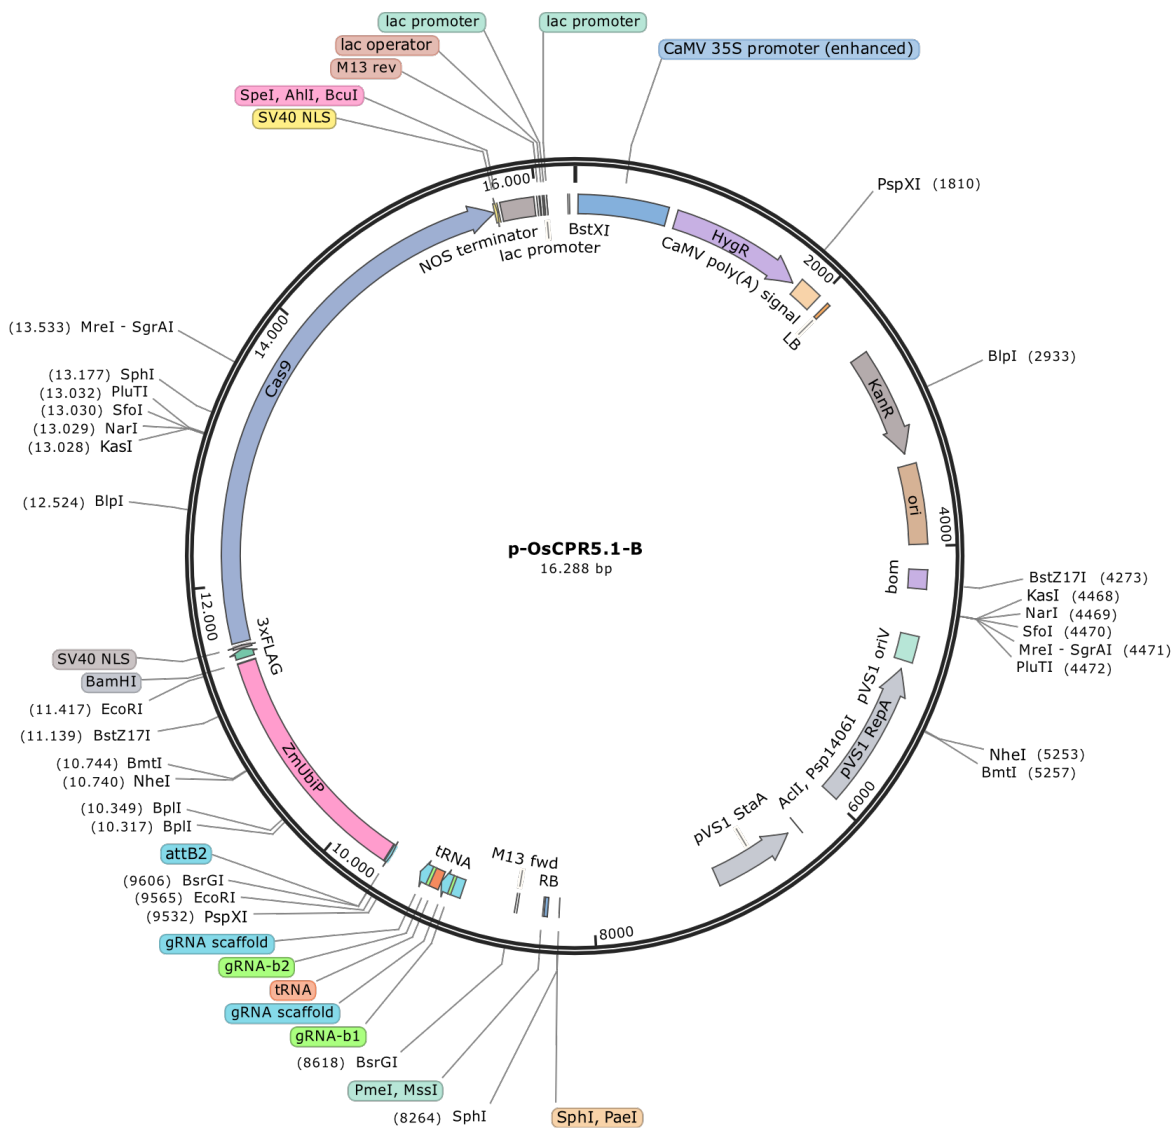 lac promoter
lac promoter
lac operator
CaMV 35S promoter (enhanced)
M13 rev
SpeI, AhlI, BcuI
SV40 NLS
16.000
PspXI (1810)
NOS terminator
lac promoter
BstXI
HygR
CaMV poly(A) signal
2000
LB
(13.533) MreI - SgrAI
14.000
Cas9
BlpI (2933)
(13.177) SphI
(13.032) PluTI
(13.030) SfoI
(13.029) NarI
(13.028) KasI
KanR
(12.524) BlpI
ori
4000
p-OsCPR5.1-B
16.288 bp
bom
BstZ17I (4273)
KasI (4468)
NarI (4469)
SfoI (4470)
MreI - SgrAI (4471)
PluTI (4472)
12.000
3xFLAG
SV40 NLS
BamHI
(11.417) EcoRI
(11.139) BstZ17I
pVS1 oriV
pVS1 RepA
AclI, Psp1406I
NheI (5253)
BmtI (5257)
6000
(10.744) BmtI
(10.740) NheI
ZmUbiP
(10.349) BplI
(10.317) BplI
pVS1 StaA
10.000
attB2
tRNA
M13 fwd
RB
(9606) BsrGI
(9565) EcoRI
(9532) PspXI
8000
gRNA scaffold
gRNA-b2
tRNA
gRNA scaffold
gRNA-b1
(8618) BsrGI
PmeI, MssI
(8264) SphI
SphI, PaeI